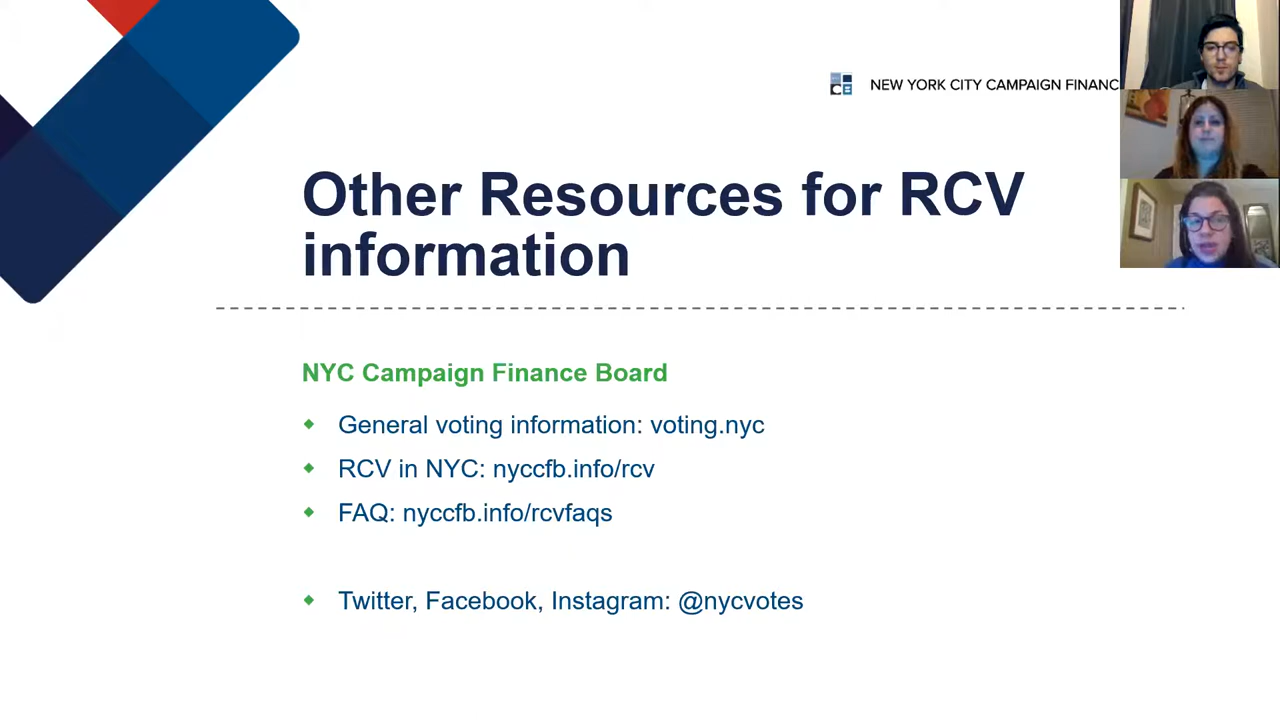 NEW YORK CITY CAMPAIGN FINANC
Other Resources for RCV
information
NYC Campaign Finance Board
General voting information: voting.nyc
RCV in NYC: nyccfb.info/rcv
FAQ: nyccfb.info/rcvfaqs
Twitter, Facebook, Instagram: @nycvotes